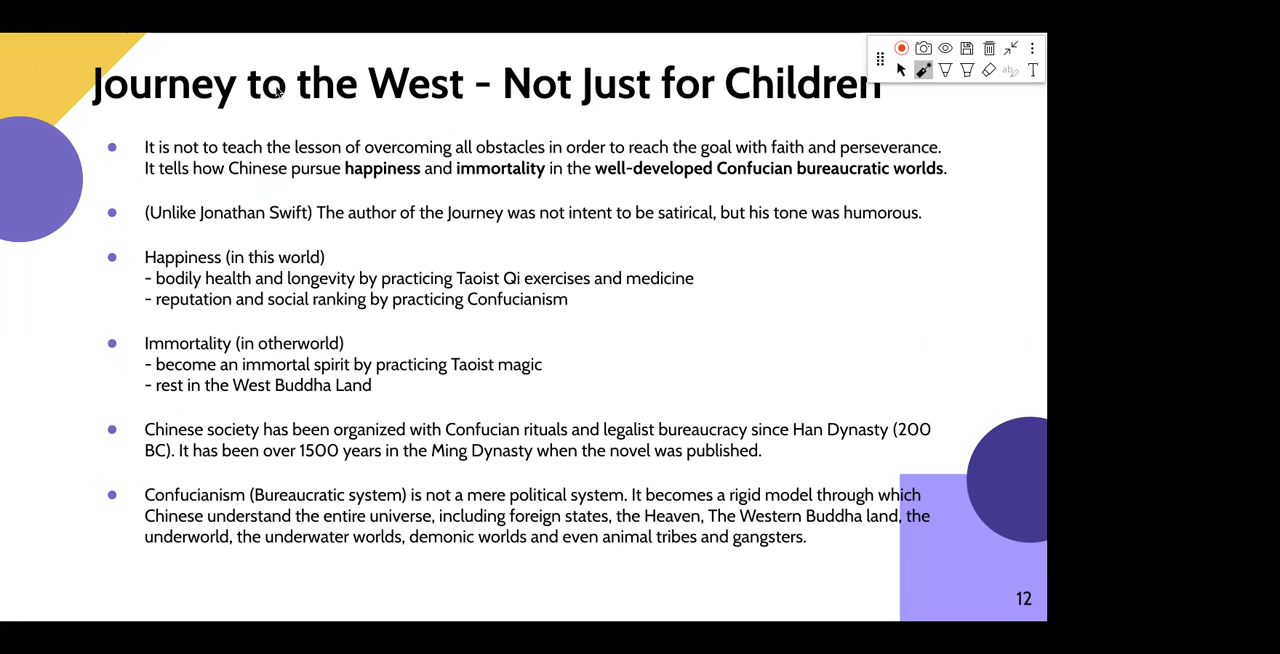 Journey to the West - Not Just for Children
It is not to teach the lesson of overcoming all obstacles in order to reach the goal with faith and perseverance.
It tells how Chinese pursue happiness and immortality in the well-developed Confucian bureaucratic worlds.
(Unlike Jonathan Swift) The author of the Journey was not intent to be satirical, but his tone was humorous.
Happiness (in this world)
- bodily health and longevity by practicing Taoist Qi exercises and medicine
- reputation and social ranking by practicing Confucianism
Immortality (in otherworld)
- become an immortal spirit by practicing Taoist magic
- rest in the West Buddha Land
Chinese society has been organized with Confucian rituals and legalist bureaucracy since Han Dynasty (200
BC). It has been over 1500 years in the Ming Dynasty when the novel was published.
Confucianism (Bureaucratic system) is not a mere political system. It becomes a rigid model through which
Chinese understand the entire universe, including foreign states, the Heaven, The Western Buddha land, the
underworld, the underwater worlds, demonic worlds and even animal tribes and gangsters.
12
ab
T